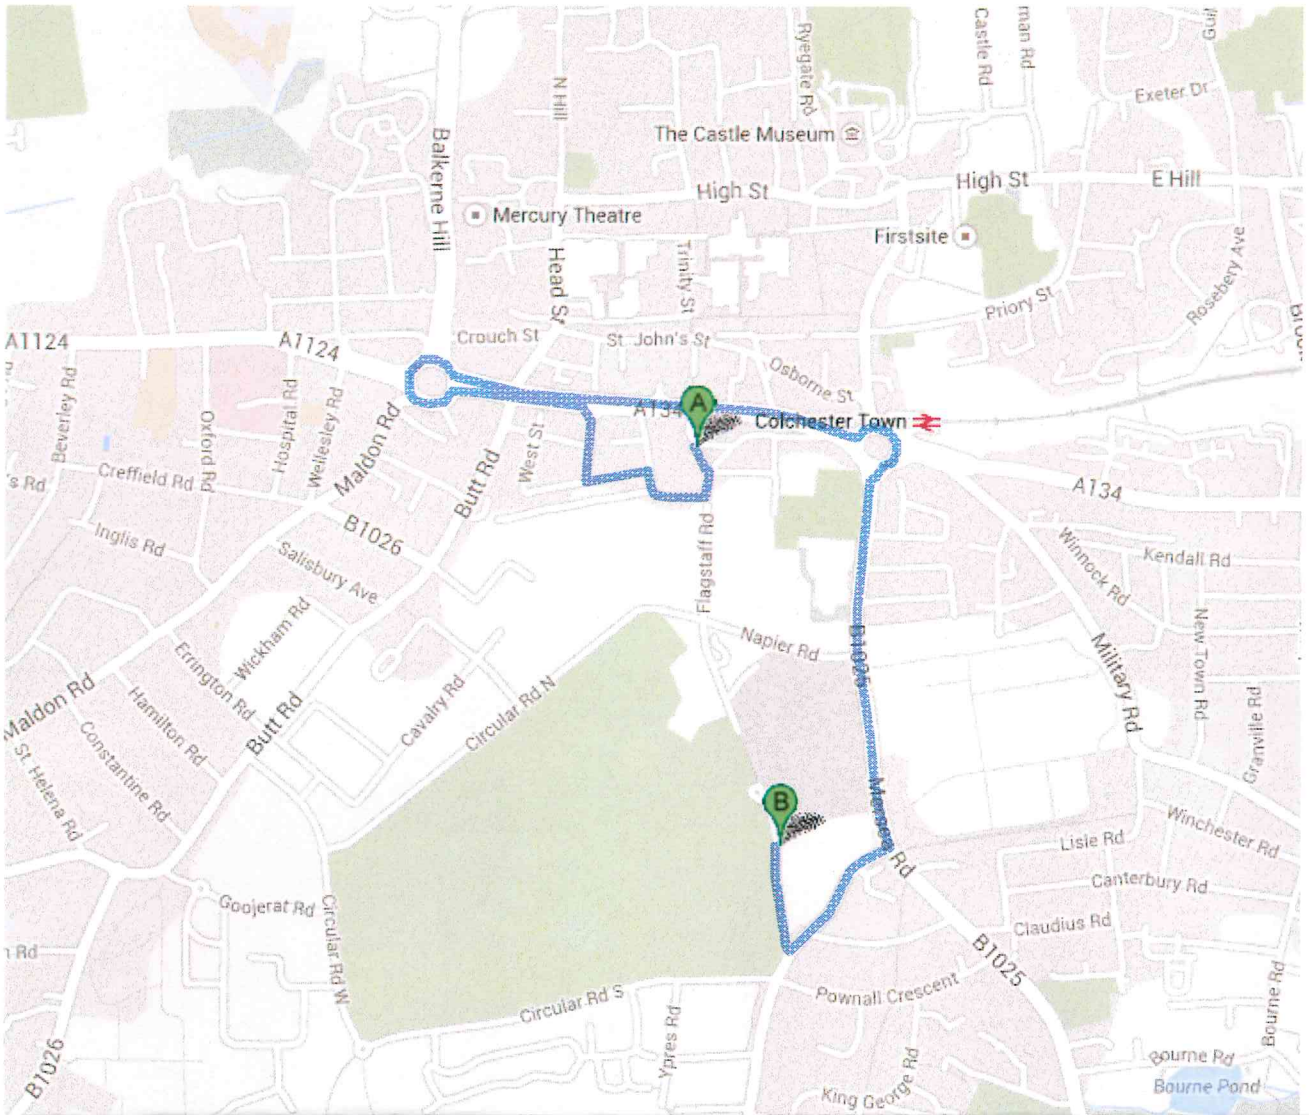 Castle Rd
man Rd
Guil
Ryegate Rd
N Hill
Exeter Dr
The Castle Museum
Balkerne Hill
High St
High St
E Hill
Mercury Theatre
Firstsite
Head St
Trinity St
Rosebery Ave
Priory St
A1124
A1124
Crouch St
St. John's St
Osborne St
Beverley Rd
Oxford Rd
Hospital Rd
Wellesley Rd
Maldon Rd
A134
A
Colchester Town
West St
Butt Rd
's Rd
Creffield Rd
A134
B1026
Inglis Rd
Salisbury Ave
Flagstaff Rd
Winnock Rd
Kendall Rd
Wickham Rd
Napier Rd
B1025
Errington Rd
Military Rd
New Town Rd
Maldon Rd
Hamilton Rd
Butt Rd
Cavalry Rd
Circular Rd N
Granville Rd
Constantine Rd
St. Helena Rd
B
Mersea Rd
Winchester Rd
Lisle Rd
Canterbury Rd
Goojerat Rd
Claudius Rd
Circular Rd W
n Rd
B1025
Pownall Crescent
Circular Rd S
Ypres Rd
Bourne Rd
B1026
Bourne Rd
Bourne Pond
King George Rd